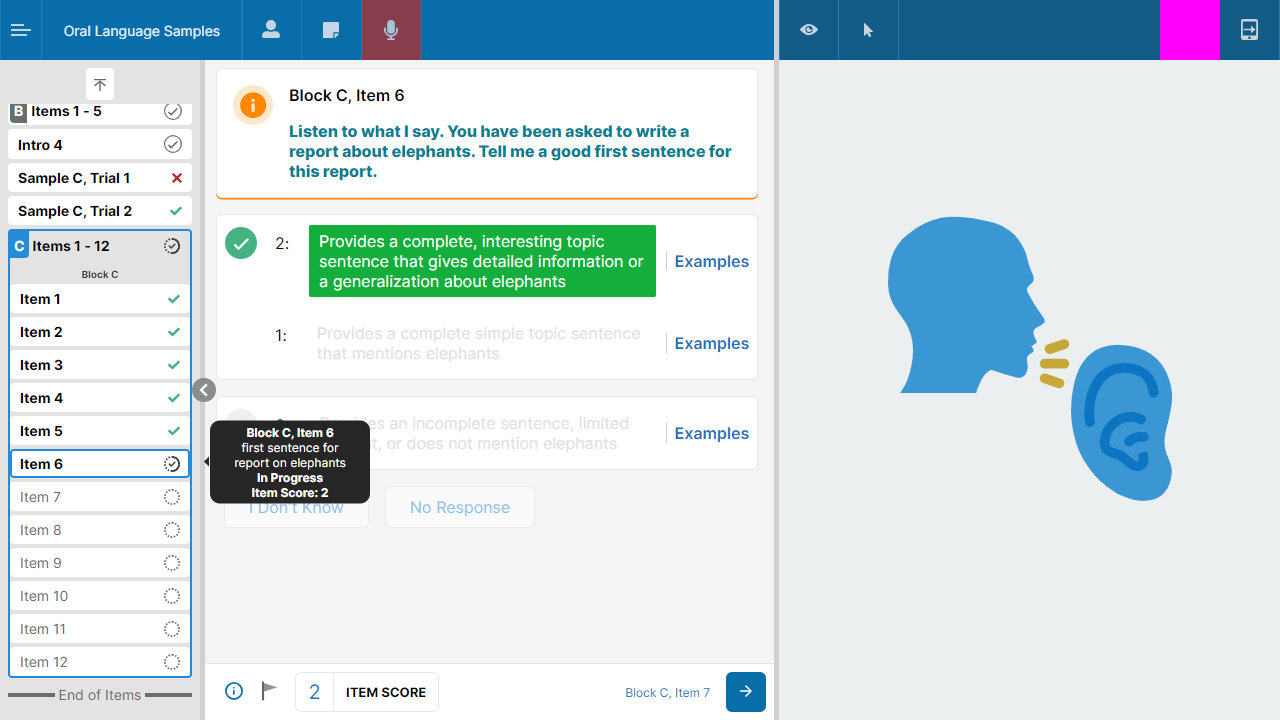 Oral Language Samples
B Items 1 - 5
Intro 4
Sample C, Trial 1
Sample C, Trial 2
C Items 1 - 12
Block C
Item 1
Item 2
Item 3
Item 4
Item 5
Item 6
Item 7
Item 8
Item 9
Item 10
Item 11
Item 12
End of Items
Block C, Item 6
Listen to what I say. You have been asked to write a
report about elephants. Tell me a good first sentence for
this report.
2:
Provides a complete, interesting topic
sentence that gives detailed information or
a generalization about elephants
Examples
1:
Provides a complete simple topic sentence
that mentions elephants
Examples
an incomplete sentence, limited
or does not mention elephants
Examples
Block C, Item 6
first sentence for
report on elephants
In Progress
Item Score: 2
I Don't Know
No Response
2 ITEM SCORE
Block C, Item 7